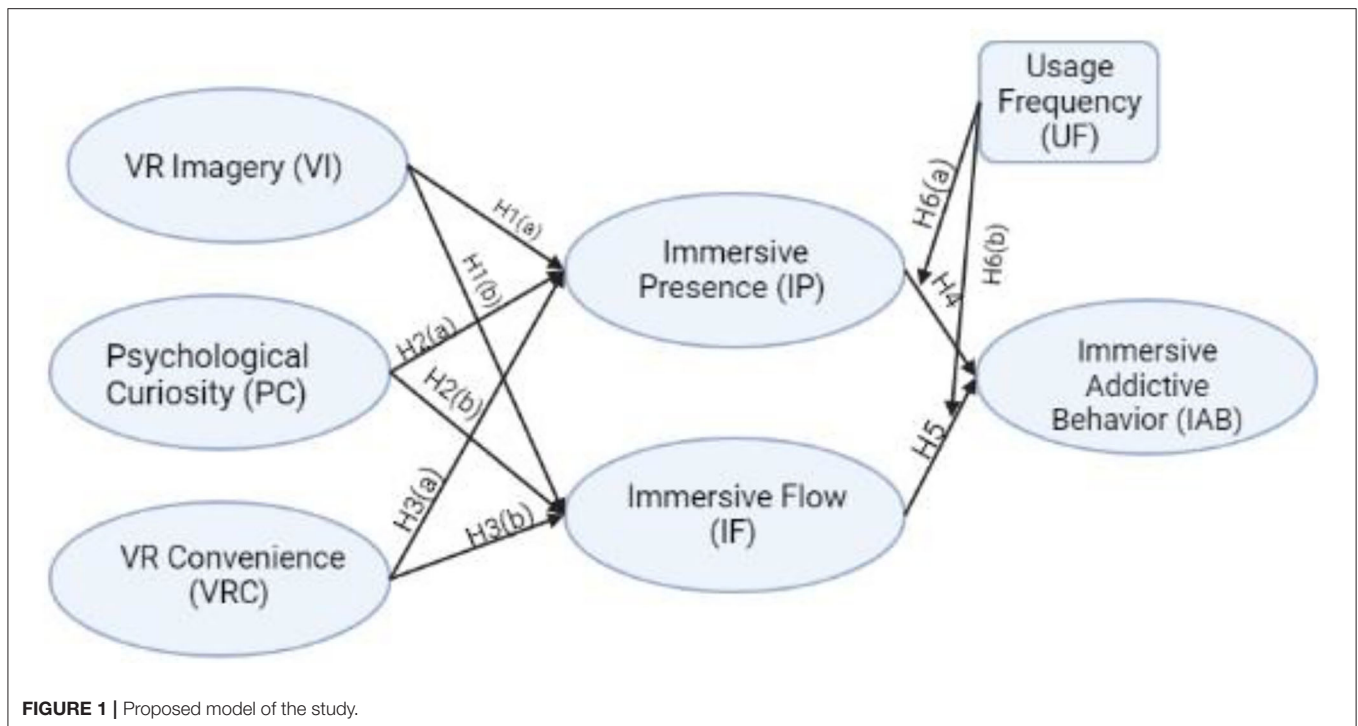 Usage
Frequency
(UF)
VR Imagery (VI)
H6(a)
H1(a)
H6(b)
Immersive
Presence (IP)
H1(b)
H4
H2(a)
Psychological
Curiosity (PC)
Immersive
Addictive
Behavior (IAB)
H2(b)
H5
H3(a)
Immersive Flow
(IF)
H3(b)
VR Convenience
(VRC)
FIGURE 1 | Proposed model of the study.